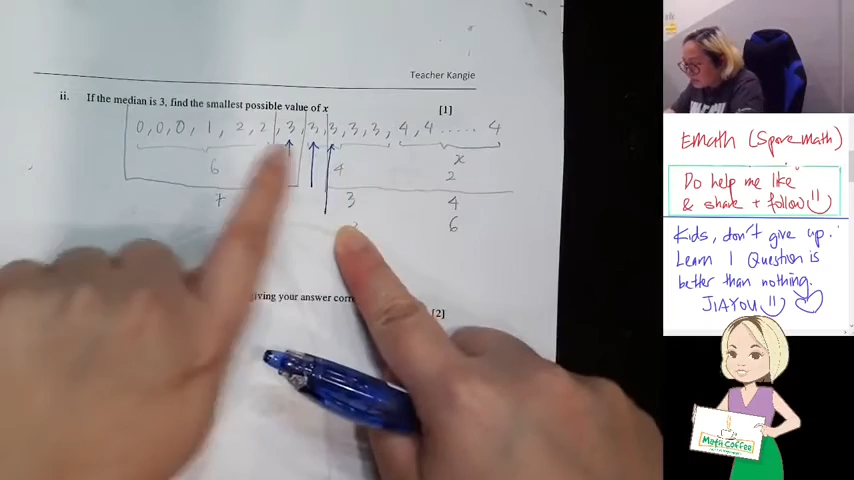 Teacher Kangie
ii. If the median is 3, find the smallest possible value of x [1]
0, 0, 0, 1, 2, 2, 3, 3, 3, 3, 3, 4, 4 ..... 4
6 4 x
2
7 3 4
6
giving your answer
[2]
Emath (Spore math)
Do help me like
& share + follow
Kids, don't give up.
Learn 1 Question is
better than nothing.
JIAYOU
Math Coffee